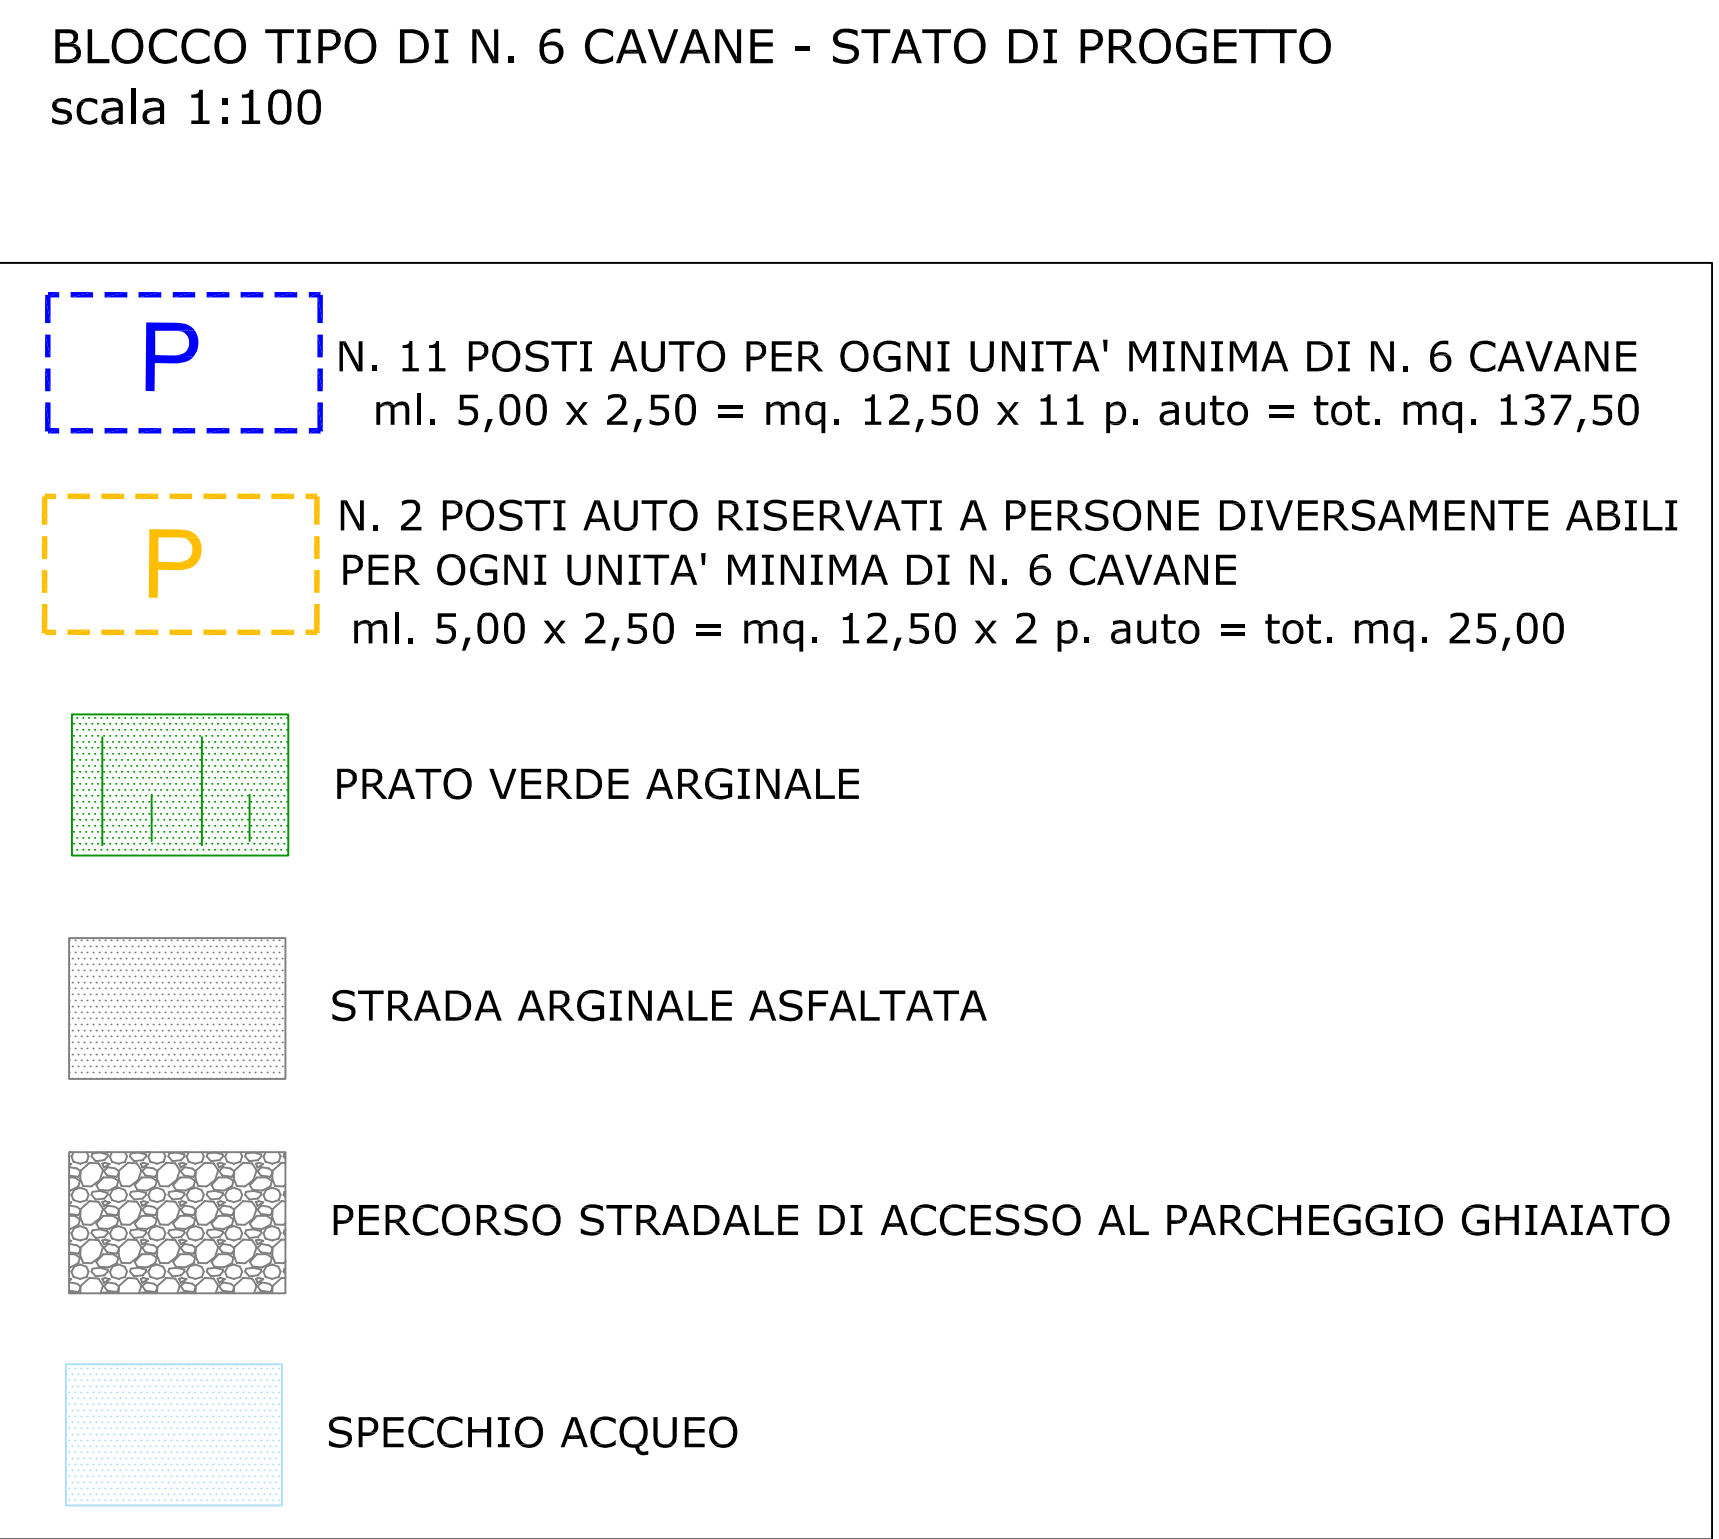 BLOCCO TIPO DI N. 6 CAVANE - STATO DI PROGETTO
scala 1:100
P
N. 11 POSTI AUTO PER OGNI UNITA' MINIMA DI N. 6 CAVANE
ml. 5,00 x 2,50 = mq. 12,50 x 11 p. auto = tot. mq. 137,50
P
N. 2 POSTI AUTO RISERVATI A PERSONE DIVERSAMENTE ABILI
PER OGNI UNITA' MINIMA DI N. 6 CAVANE
ml. 5,00 x 2,50 = mq. 12,50 x 2 p. auto = tot. mq. 25,00
PRATO VERDE ARGINALE
STRADA ARGINALE ASFALTATA
PERCORSO STRADALE DI ACCESSO AL PARCHEGGIO GHIAIATO
SPECCHIO ACQUEO